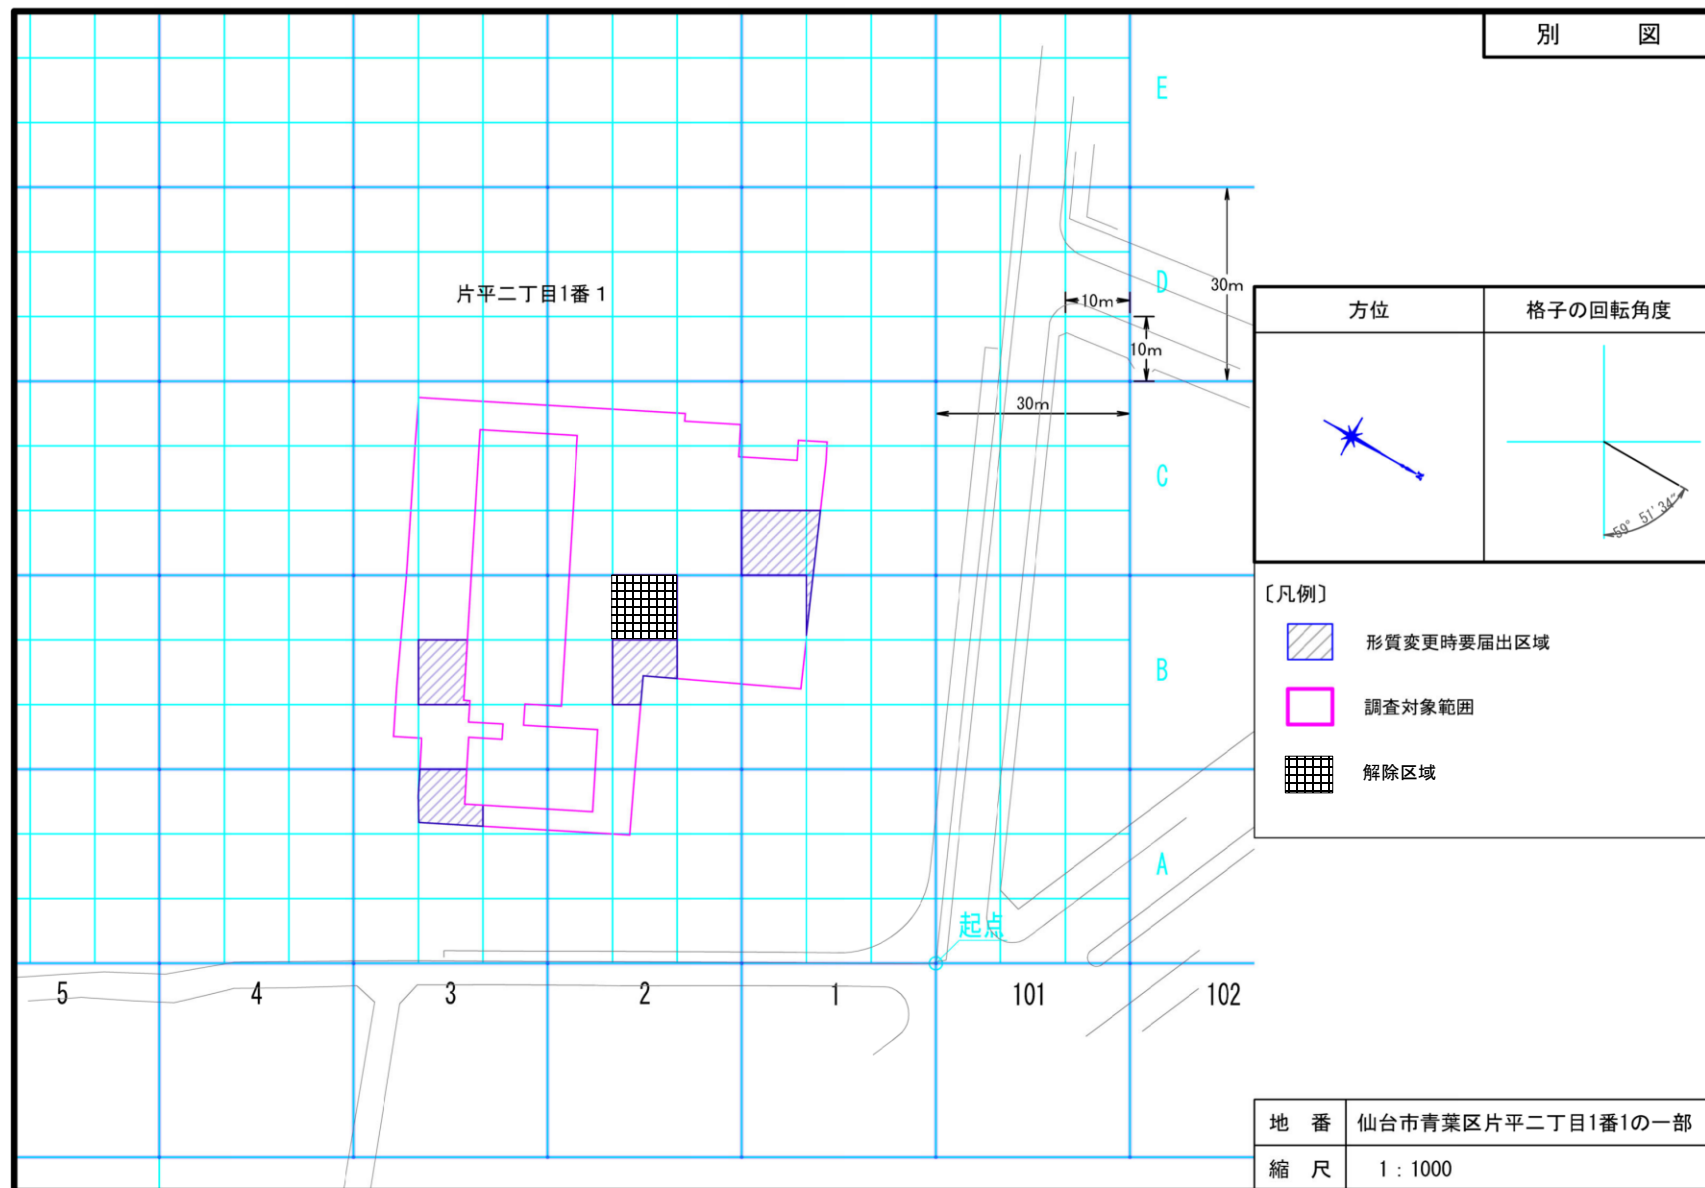 別 図
E
片平二丁目1番1
D
30m
10m
10m
30m
方位
格子の回転角度
59° 51' 34"
C
〔凡例〕
形質変更時要届出区域
B
調査対象範囲
解除区域
A
起点
5 4 3 2 1 101 102
地 番 仙台市青葉区片平二丁目1番1の一部
縮 尺 1:1000